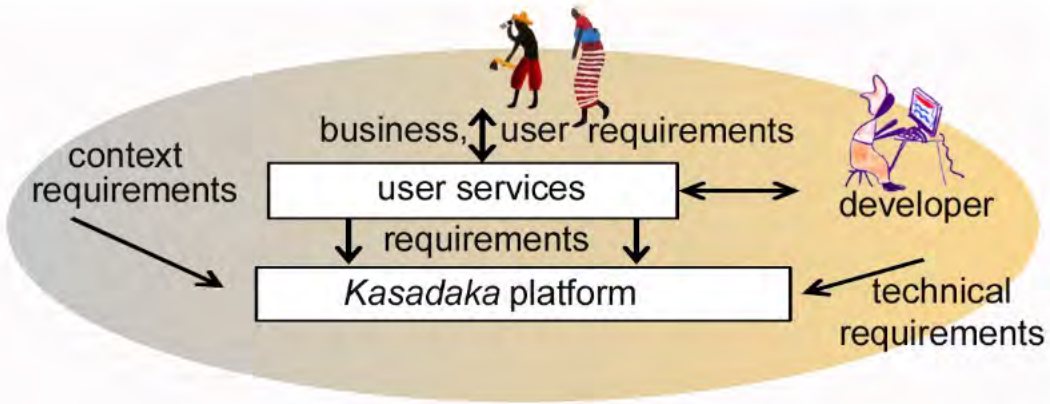 business, user requirements
context
requirements
user services
developer
requirements
Kasadaka platform
technical
requirements